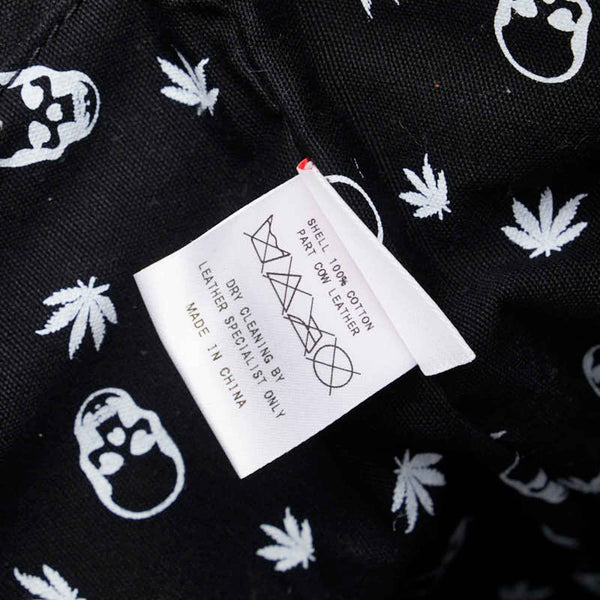 SHELL 100% COTTON
PART COW LEATHER
DRY CLEANING BY
LEATHER SPECIALIST ONLY
MADE IN CHINA